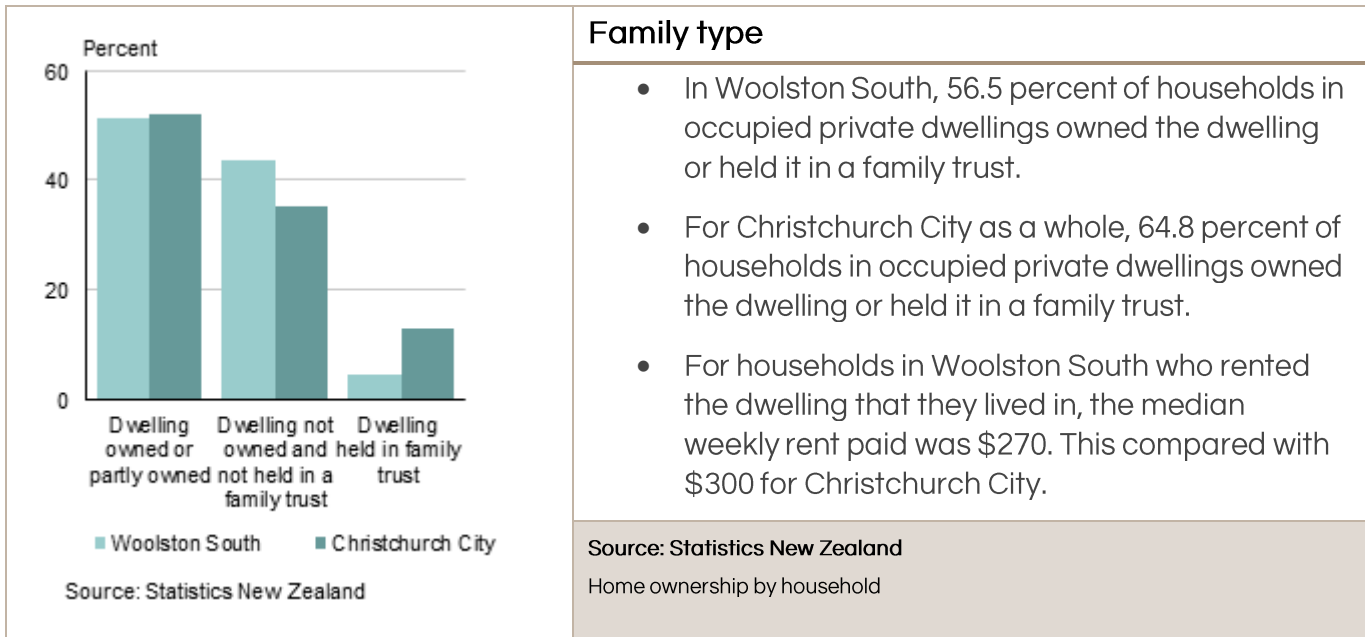 Percent
60
40
20
0
Dwelling owned or partly owned
Dwelling not owned and not held in a family trust
Dwelling held in family trust
Woolston South
Christchurch City
Source: Statistics New Zealand
Family type
• In Woolston South, 56.5 percent of households in
occupied private dwellings owned the dwelling
or held it in a family trust.
• For Christchurch City as a whole, 64.8 percent of
households in occupied private dwellings owned
the dwelling or held it in a family trust.
• For households in Woolston South who rented
the dwelling that they lived in, the median
weekly rent paid was $270. This compared with
$300 for Christchurch City.
Source: Statistics New Zealand
Home ownership by household